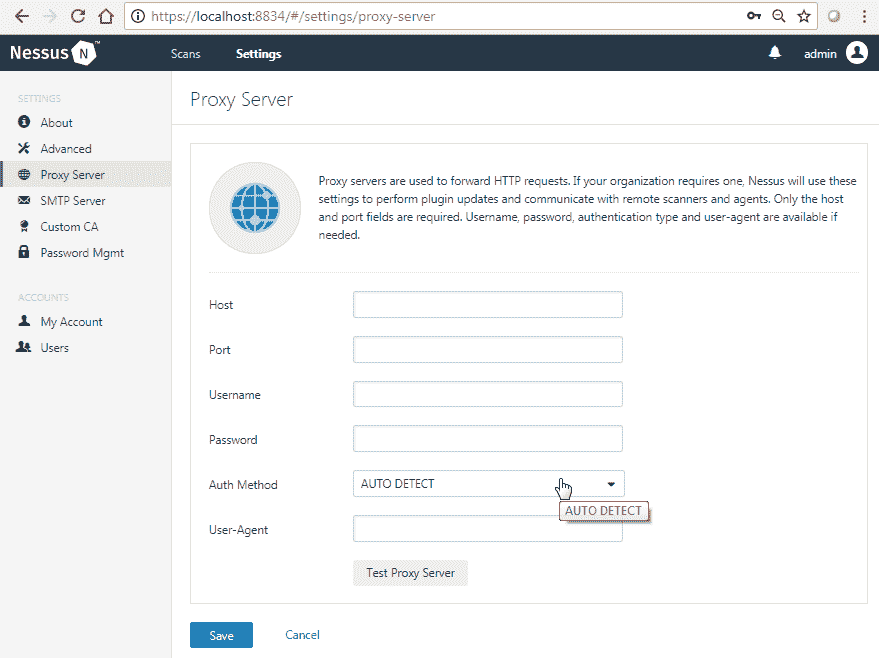 https://localhost:8834/#/settings/proxy-server
Nessus N ™ Scans Settings admin
SETTINGS
About
Advanced
Proxy Server
SMTP Server
Custom CA
Password Mgmt
ACCOUNTS
My Account
Users
Proxy Server
Proxy servers are used to forward HTTP requests. If your organization requires one, Nessus will use these
settings to perform plugin updates and communicate with remote scanners and agents. Only the host
and port fields are required. Username, password, authentication type and user-agent are available if
needed.
Host
Port
Username
Password
Auth Method AUTO DETECT
AUTO DETECT
User-Agent
Test Proxy Server
Save Cancel